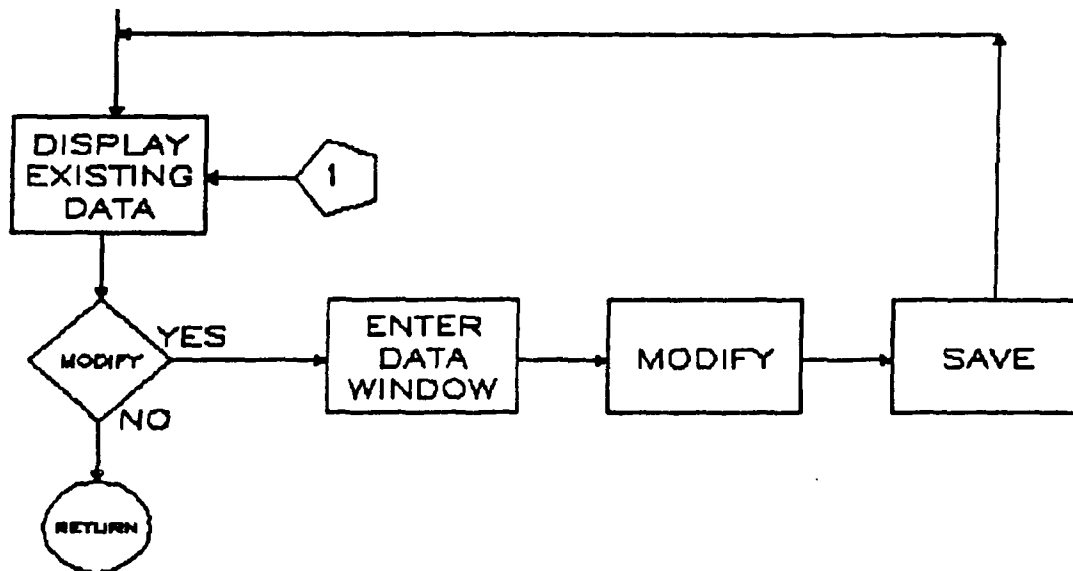 DISPLAY
EXISTING
DATA
1
MODIFY
YES
NO
ENTER
DATA
WINDOW
MODIFY
SAVE
RETURN